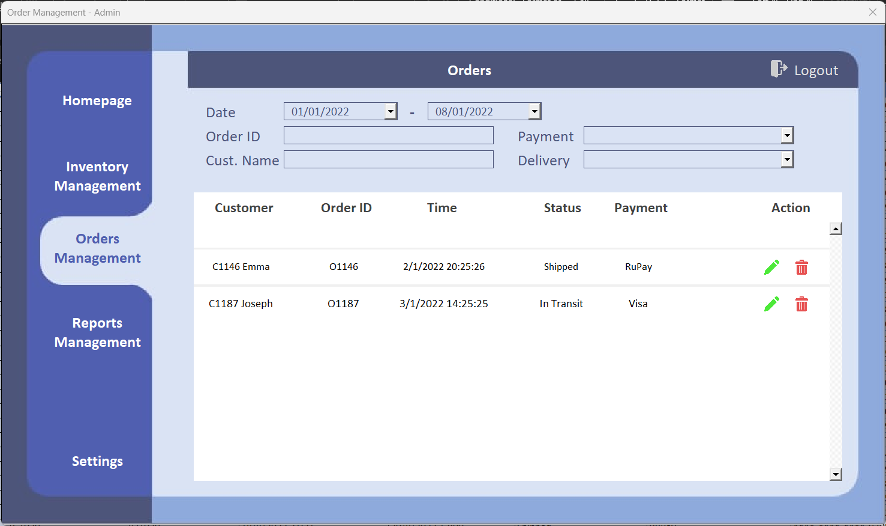 Order Management - Admin
Orders
Logout
Homepage
Inventory
Management
Orders
Management
Reports
Management
Settings
Date 01/01/2022 - 08/01/2022
Order ID Payment
Cust. Name Delivery
Customer Order ID Time Status Payment Action
C1146 Emma O1146 2/1/2022 20:25:26 Shipped RuPay
C1187 Joseph O1187 3/1/2022 14:25:25 In Transit Visa